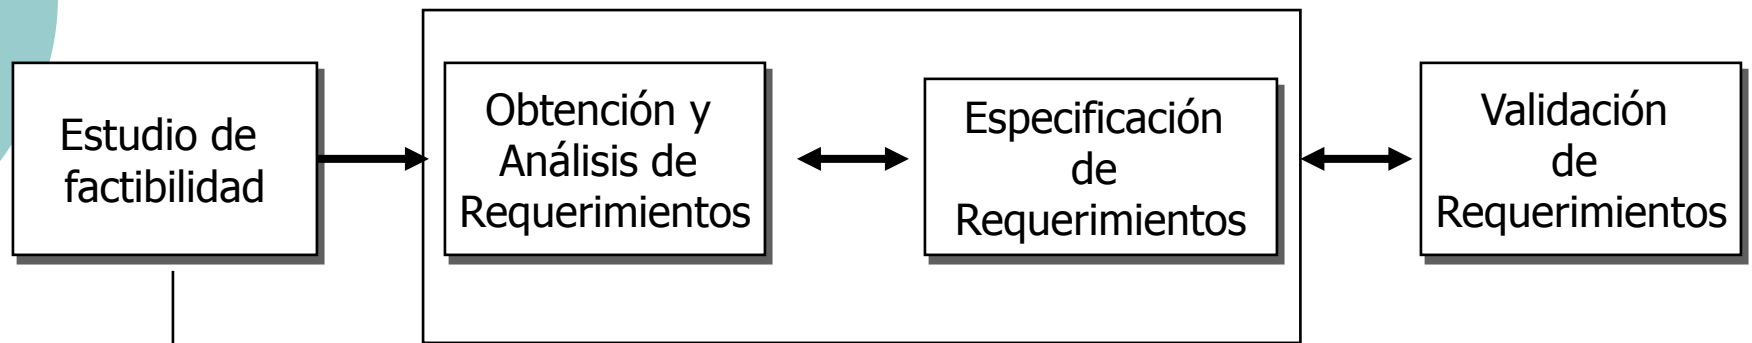 Estudio de
factibilidad
Obtención y
Análisis de
Requerimientos
Especificación
de
Requerimientos
Validación
de
Requerimientos